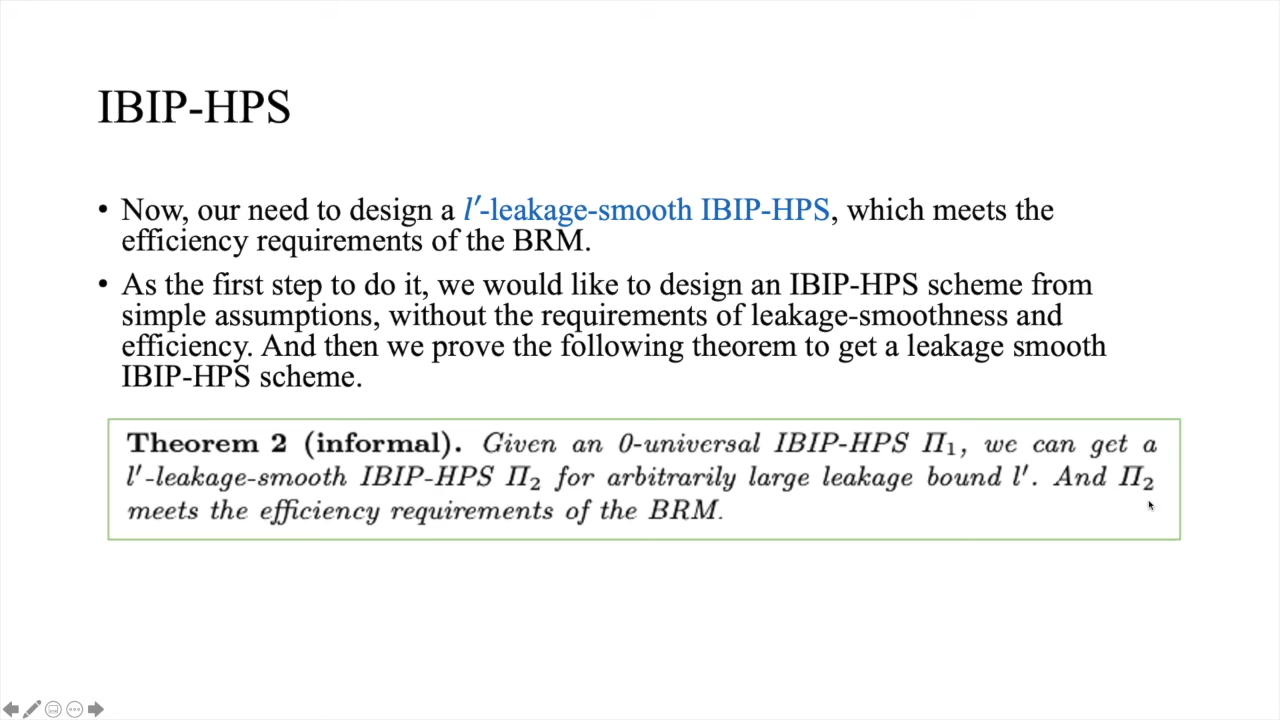 IBIP-HPS
• Now, our need to design a l′-leakage-smooth IBIP-HPS, which meets the
efficiency requirements of the BRM.
• As the first step to do it, we would like to design an IBIP-HPS scheme from
simple assumptions, without the requirements of leakage-smoothness and
efficiency. And then we prove the following theorem to get a leakage smooth
IBIP-HPS scheme.
Theorem 2 (informal). Given an 0-universal IBIP-HPS Π₁, we can get a
l′-leakage-smooth IBIP-HPS Π₂ for arbitrarily large leakage bound l′. And Π₂
meets the efficiency requirements of the BRM.